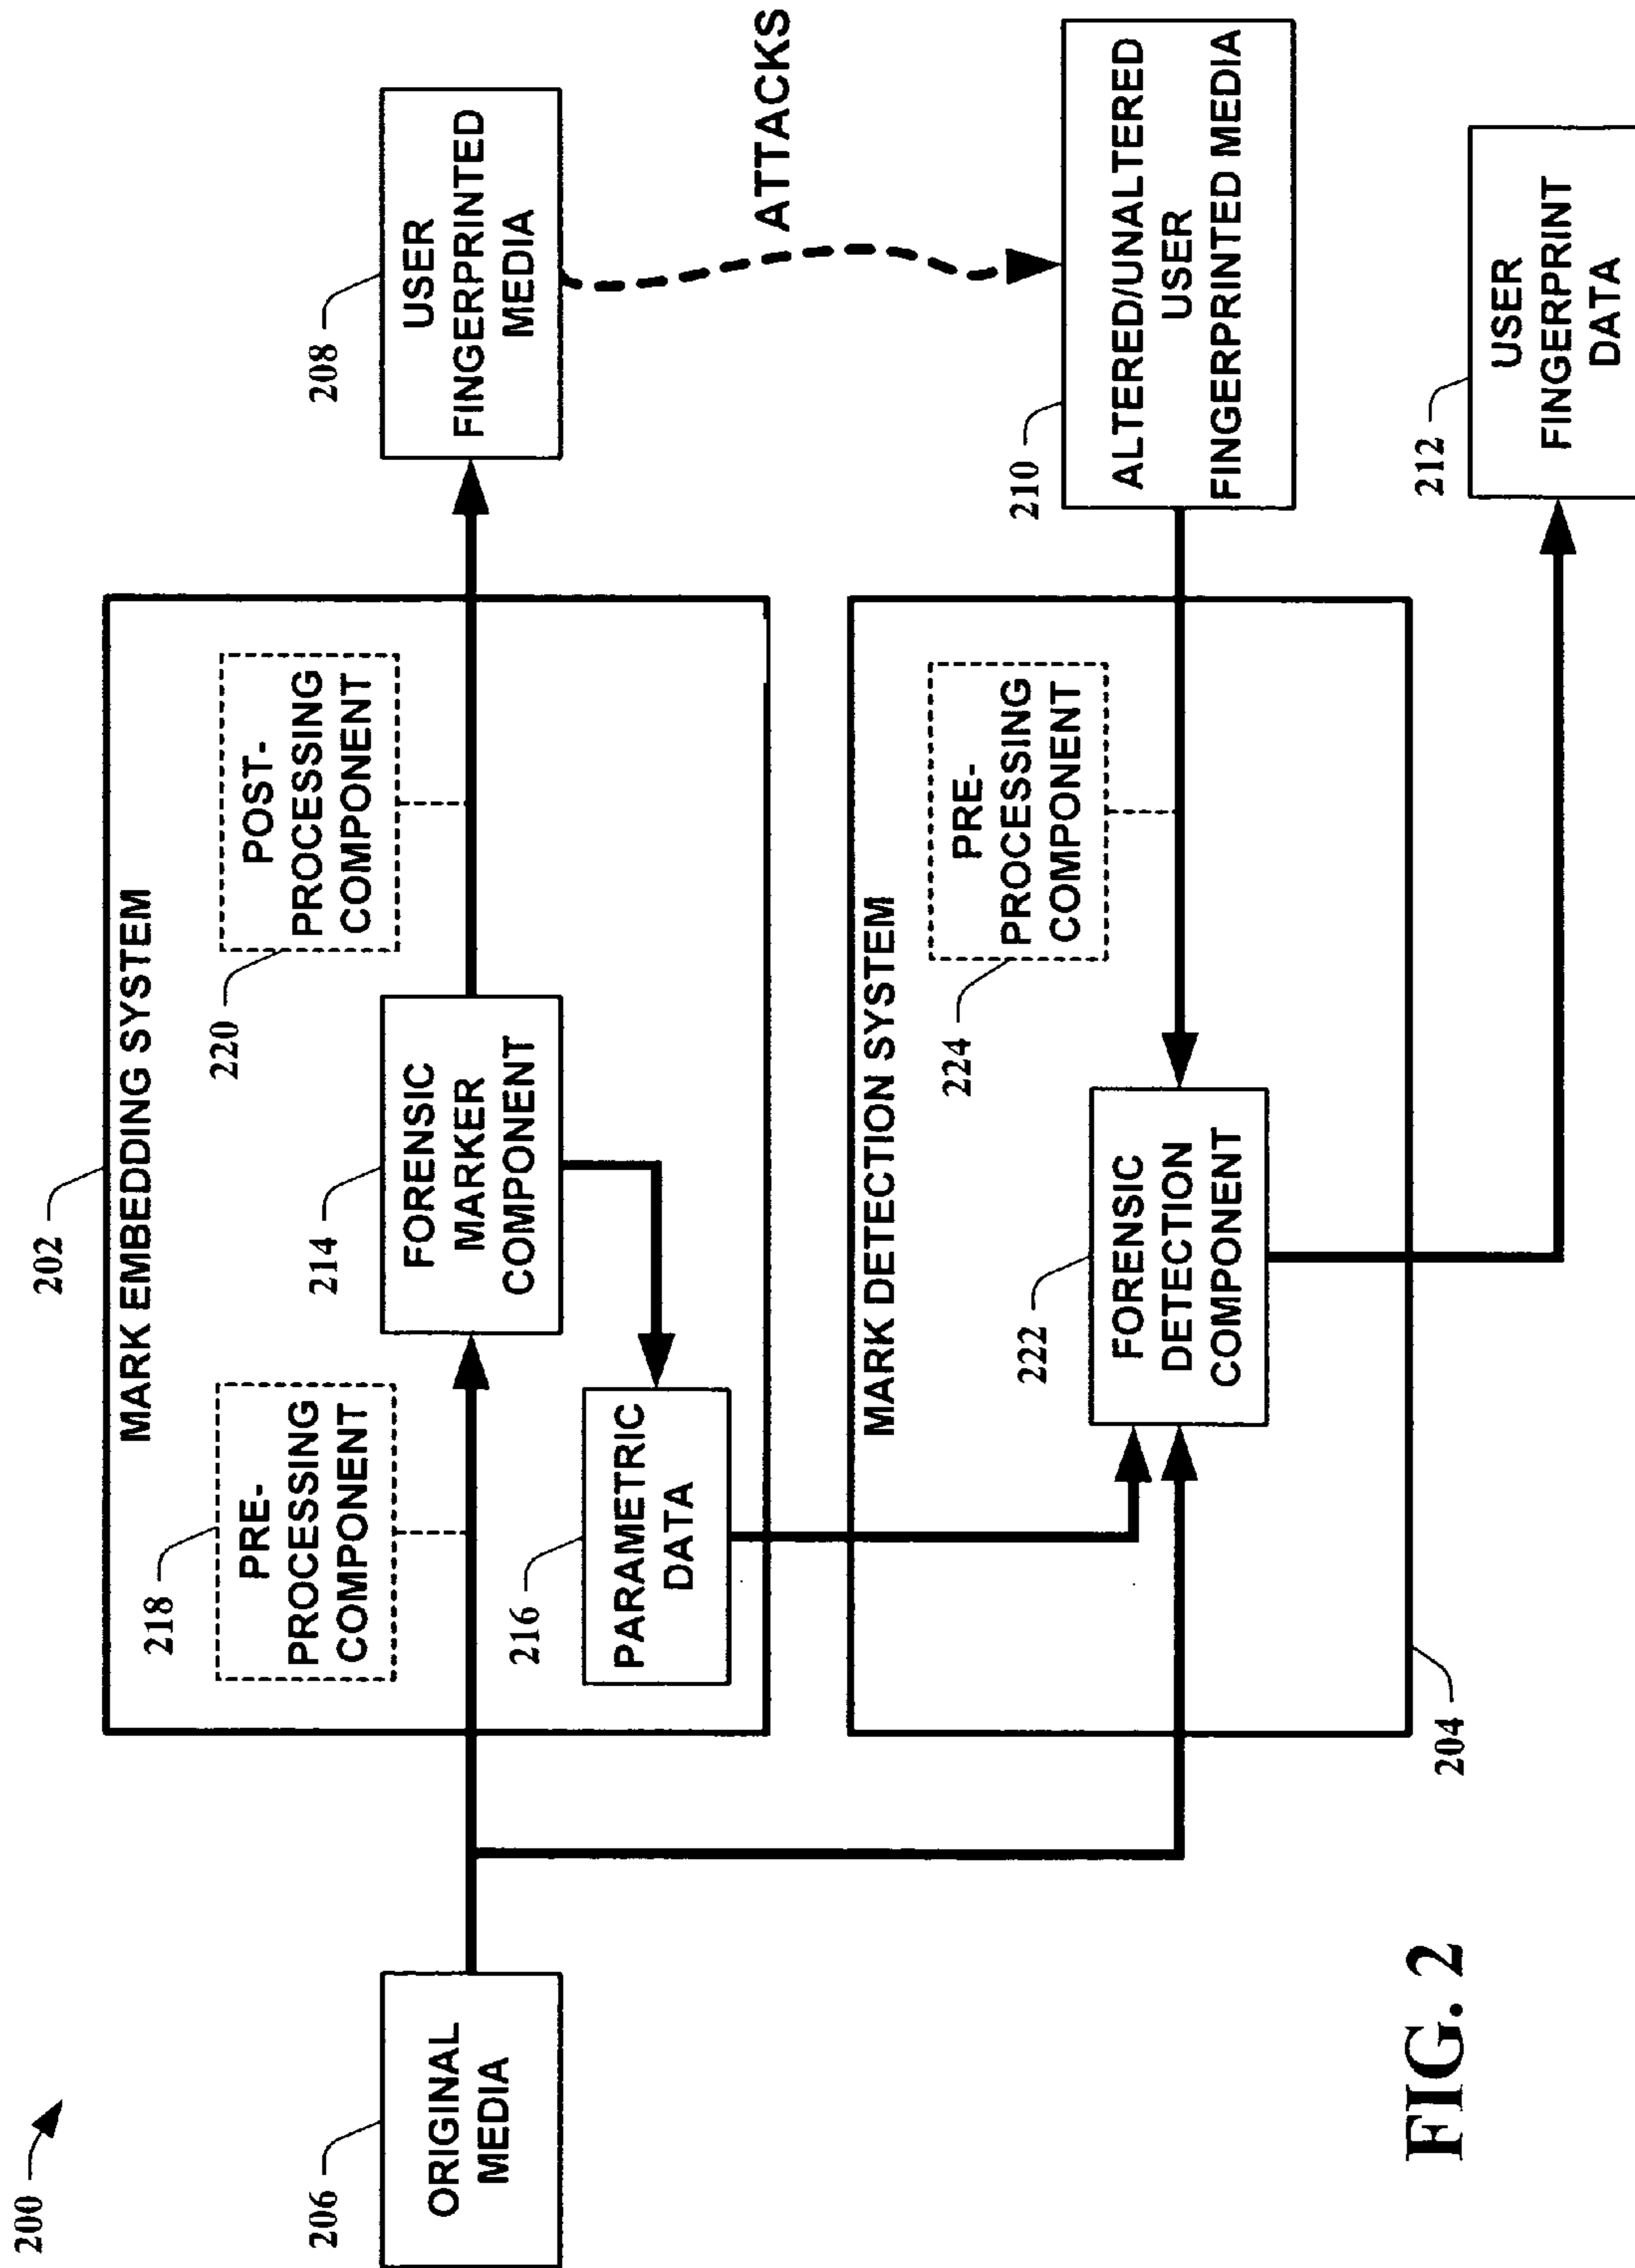 200
202
MARK EMBEDDING SYSTEM
218
PRE-
PROCESSING
COMPONENT
220
POST-
PROCESSING
COMPONENT
206
ORIGINAL
MEDIA
214
FORENSIC
MARKER
COMPONENT
208
USER
FINGERPRINTED
MEDIA
216
PARAMETRIC
DATA
ATTACKS
MARK DETECTION SYSTEM
224
PRE-
PROCESSING
COMPONENT
222
FORENSIC
DETECTION
COMPONENT
210
ALTERED/UNALTERED
USER
FINGERPRINTED MEDIA
204
212
USER
FINGERPRINT
DATA
FIG. 2